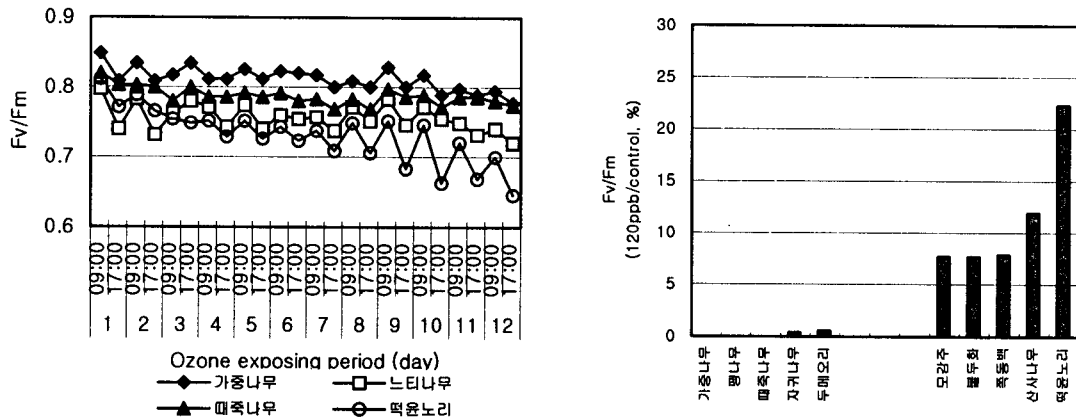 0.9
0.8
0.7
0.6
Fv/Fm
09:00 17:00 09:00 17:00 09:00 17:00 09:00 17:00 09:00 17:00 09:00 17:00 09:00 17:00 09:00 17:00 09:00 17:00 09:00 17:00 09:00 17:00 09:00 17:00
1 2 3 4 5 6 7 8 9 10 11 12
Ozone exposing period (day)
가중나무 느티나무
때죽나무 떡윤노리
30
25
20
15
10
5
0
Fv/Fm
(120ppb/control, %)
가중나무 팽나무 때죽나무 자귀나무 두메오리 모감주 불두화 쪽동백 산사나무 떡윤노리